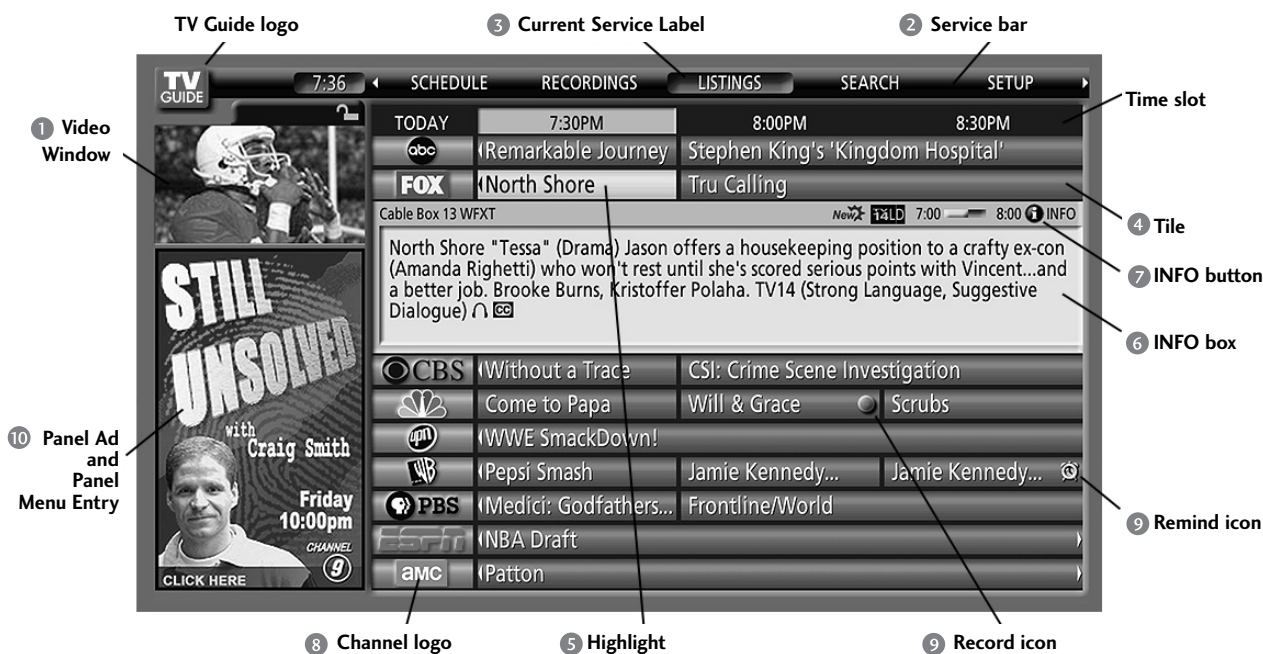 TV Guide logo
3 Current Service Label
2 Service bar
TV GUIDE
7:36
SCHEDULE RECORDINGS LISTINGS SEARCH SETUP
Time slot
1 Video
Window
TODAY 7:30PM 8:00PM 8:30PM
abc Remarkable Journey Stephen King's 'Kingdom Hospital'
FOX North Shore Tru Calling
4 Tile
Cable Box 13 WFXT New 14LD 7:00 8:00 i INFO
7 INFO button
North Shore "Tessa" (Drama) Jason offers a housekeeping position to a crafty ex-con
(Amanda Righetti) who won't rest until she's scored serious points with Vincent...and
a better job. Brooke Burns, Kristoffer Polaha. TV14 (Strong Language, Suggestive
Dialogue) CC
6 INFO box
STILL
UNSOLVED
with
Craig Smith
Friday
10:00pm
CHANNEL
9
CLICK HERE
10 Panel Ad
and
Panel
Menu Entry
CBS Without a Trace CSI: Crime Scene Investigation
Come to Papa Will & Grace Scrubs
upn WWE SmackDown!
WB Pepsi Smash Jamie Kennedy... Jamie Kennedy...
PBS Medici: Godfathers... Frontline/World
9 Remind icon
ESPN NBA Draft
amc Patton
8 Channel logo
5 Highlight
9 Record icon